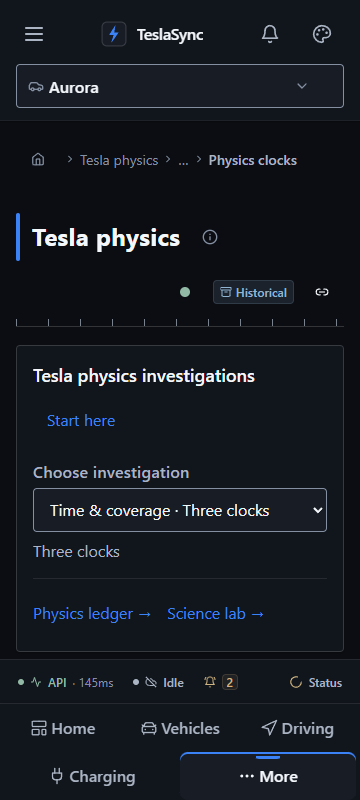 TeslaSync
Aurora
Tesla physics
...
Physics clocks
Tesla physics
Historical
Tesla physics investigations
Start here
Choose investigation
Time & coverage · Three clocks
Three clocks
Physics ledger →
Science lab →
API · 145ms
Idle
2
Status
Home
Vehicles
Driving
Charging
More